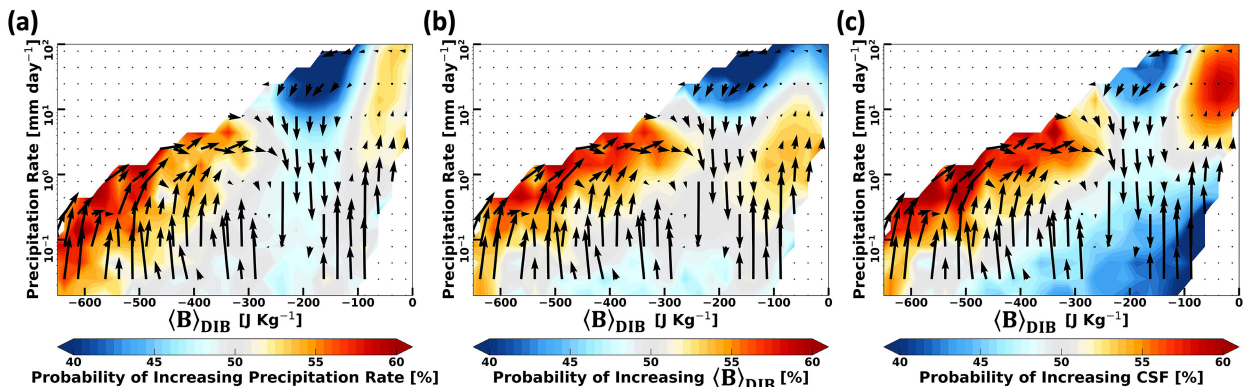 (a)
Precipitation Rate [mm day⁻¹]
10²
10¹
10⁰
10⁻¹
−600 −500 −400 −300 −200 −100 0
⟨B⟩DIB [J Kg⁻¹]
40 45 50 55 60
Probability of Increasing Precipitation Rate [%]
(b)
Precipitation Rate [mm day⁻¹]
10²
10¹
10⁰
10⁻¹
−600 −500 −400 −300 −200 −100 0
⟨B⟩DIB [J Kg⁻¹]
40 45 50 55 60
Probability of Increasing ⟨B⟩DIB [%]
(c)
Precipitation Rate [mm day⁻¹]
10²
10¹
10⁰
10⁻¹
−600 −500 −400 −300 −200 −100 0
⟨B⟩DIB [J Kg⁻¹]
40 45 50 55 60
Probability of Increasing CSF [%]